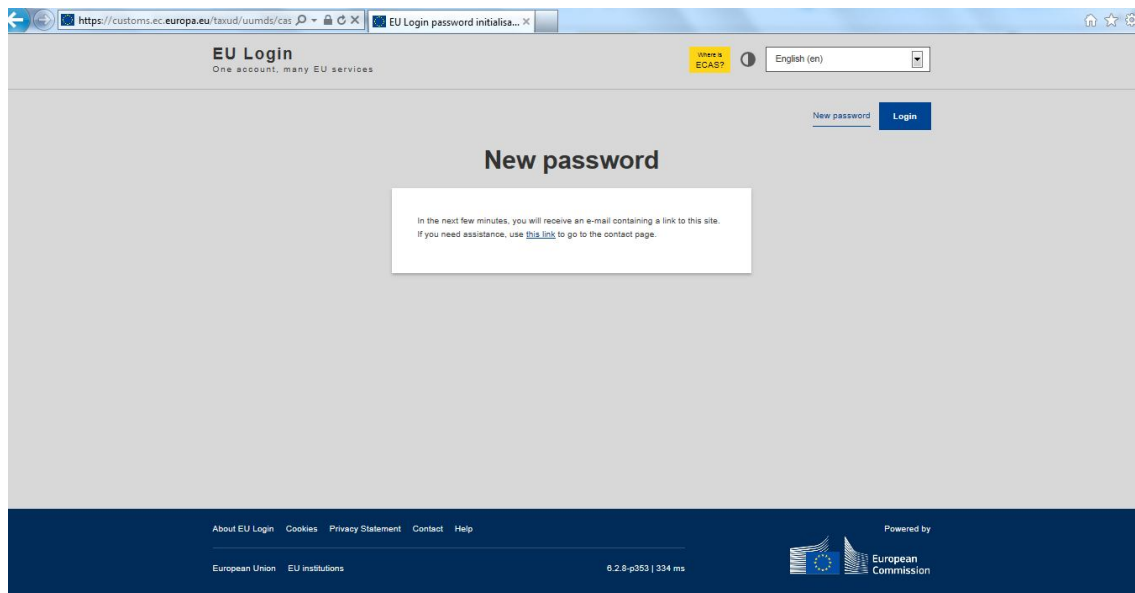 https://customs.ec.europa.eu/taxud/uumds/cas
EU Login password initialisa...
EU Login
One account, many EU services
Where is
ECAS?
English (en)
New password
Login
New password
In the next few minutes, you will receive an e-mail containing a link to this site.
If you need assistance, use this link to go to the contact page.
About EU Login Cookies Privacy Statement Contact Help
Powered by
European Union EU institutions
6.2.8-p353 | 334 ms
European
Commission